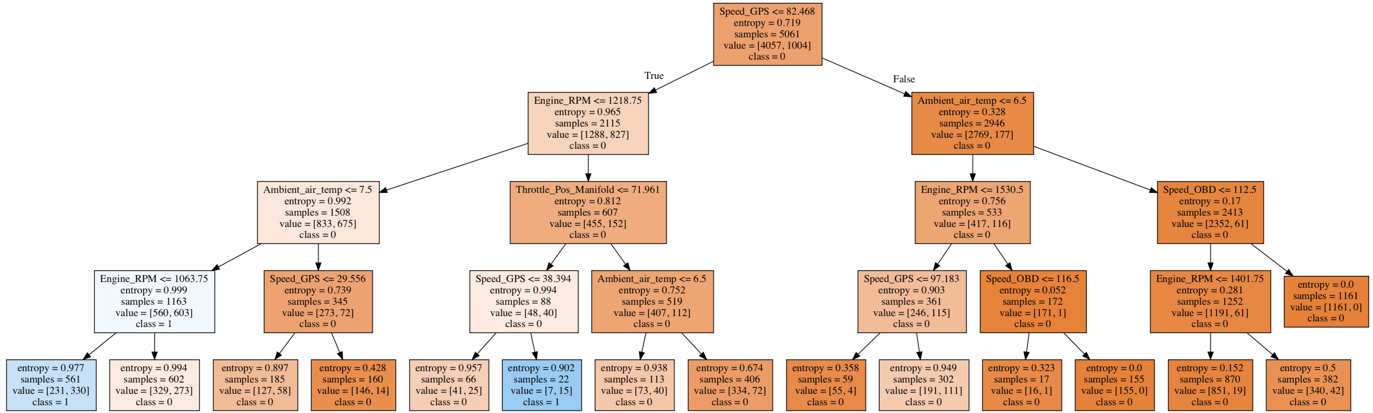 Speed_GPS <= 82.468
entropy = 0.719
samples = 5061
value = [4057, 1004]
class = 0
True
False
Engine_RPM <= 1218.75
entropy = 0.965
samples = 2115
value = [1288, 827]
class = 0
Ambient_air_temp <= 6.5
entropy = 0.328
samples = 2946
value = [2769, 177]
class = 0
Ambient_air_temp <= 7.5
entropy = 0.992
samples = 1508
value = [833, 675]
class = 0
Throttle_Pos_Manifold <= 71.961
entropy = 0.812
samples = 607
value = [455, 152]
class = 0
Engine_RPM <= 1530.5
entropy = 0.756
samples = 533
value = [417, 116]
class = 0
Speed_OBD <= 112.5
entropy = 0.17
samples = 2413
value = [2352, 61]
class = 0
Engine_RPM <= 1063.75
entropy = 0.999
samples = 1163
value = [560, 603]
class = 1
Speed_GPS <= 29.556
entropy = 0.739
samples = 345
value = [273, 72]
class = 0
Speed_GPS <= 38.394
entropy = 0.994
samples = 88
value = [48, 40]
class = 0
Ambient_air_temp <= 6.5
entropy = 0.752
samples = 519
value = [407, 112]
class = 0
Speed_GPS <= 97.183
entropy = 0.903
samples = 361
value = [246, 115]
class = 0
Speed_OBD <= 116.5
entropy = 0.052
samples = 172
value = [171, 1]
class = 0
Engine_RPM <= 1401.75
entropy = 0.281
samples = 1252
value = [1191, 61]
class = 0
entropy = 0.0
samples = 1161
value = [1161, 0]
class = 0
entropy = 0.977
samples = 561
value = [231, 330]
class = 1
entropy = 0.994
samples = 602
value = [329, 273]
class = 0
entropy = 0.897
samples = 185
value = [127, 58]
class = 0
entropy = 0.428
samples = 160
value = [146, 14]
class = 0
entropy = 0.957
samples = 66
value = [41, 25]
class = 0
entropy = 0.902
samples = 22
value = [7, 15]
class = 1
entropy = 0.938
samples = 113
value = [73, 40]
class = 0
entropy = 0.674
samples = 406
value = [334, 72]
class = 0
entropy = 0.358
samples = 59
value = [55, 4]
class = 0
entropy = 0.949
samples = 302
value = [191, 111]
class = 0
entropy = 0.323
samples = 17
value = [16, 1]
class = 0
entropy = 0.0
samples = 155
value = [155, 0]
class = 0
entropy = 0.152
samples = 870
value = [851, 19]
class = 0
entropy = 0.5
samples = 382
value = [340, 42]
class = 0